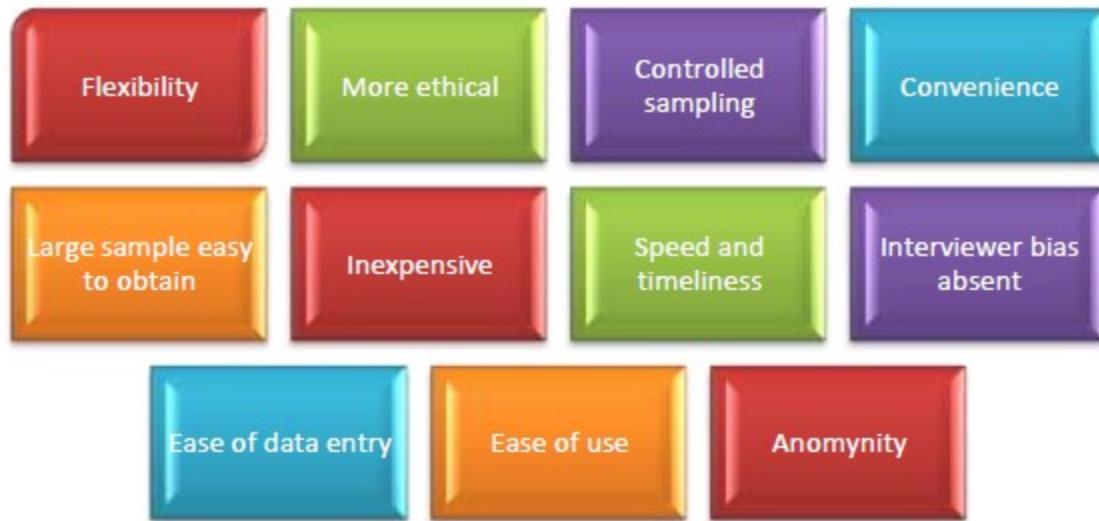 Flexibility
More ethical
Controlled
sampling
Convenience
Large sample easy
to obtain
Inexpensive
Speed and
timeliness
Interviewer bias
absent
Ease of data entry
Ease of use
Anomynity